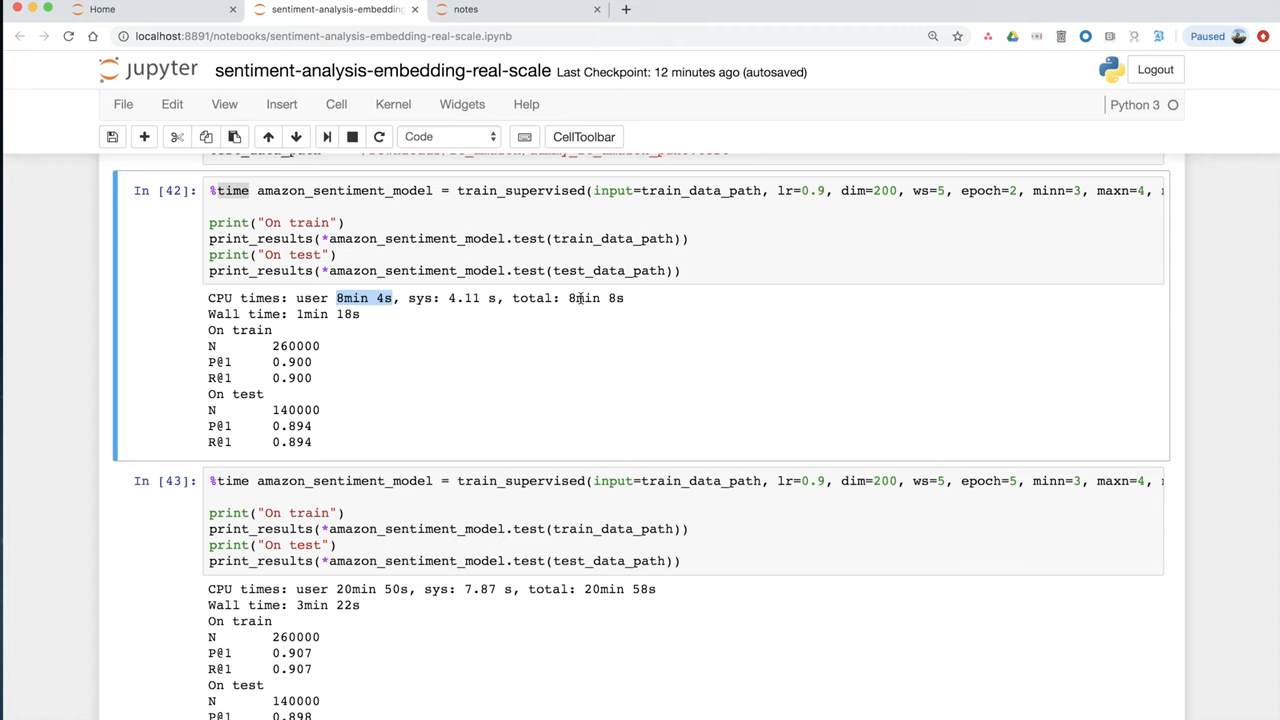 Home
sentiment-analysis-embedding
notes
localhost:8891/notebooks/sentiment-analysis-embedding-real-scale.ipynb
Paused
jupyter
sentiment-analysis-embedding-real-scale Last Checkpoint: 12 minutes ago (autosaved)
Logout
File Edit View Insert Cell Kernel Widgets Help
Python 3
Code
CellToolbar
In [42]:
%time amazon_sentiment_model = train_supervised(input=train_data_path, lr=0.9, dim=200, ws=5, epoch=2, minn=3, maxn=4,
print("On train")
print_results(*amazon_sentiment_model.test(train_data_path))
print("On test")
print_results(*amazon_sentiment_model.test(test_data_path))
CPU times: user 8min 4s, sys: 4.11 s, total: 8min 8s
Wall time: 1min 18s
On train
N 260000
P@1 0.900
R@1 0.900
On test
N 140000
P@1 0.894
R@1 0.894
In [43]:
%time amazon_sentiment_model = train_supervised(input=train_data_path, lr=0.9, dim=200, ws=5, epoch=5, minn=3, maxn=4,
print("On train")
print_results(*amazon_sentiment_model.test(train_data_path))
print("On test")
print_results(*amazon_sentiment_model.test(test_data_path))
CPU times: user 20min 50s, sys: 7.87 s, total: 20min 58s
Wall time: 3min 22s
On train
N 260000
P@1 0.907
R@1 0.907
On test
N 140000
P@1 0.898